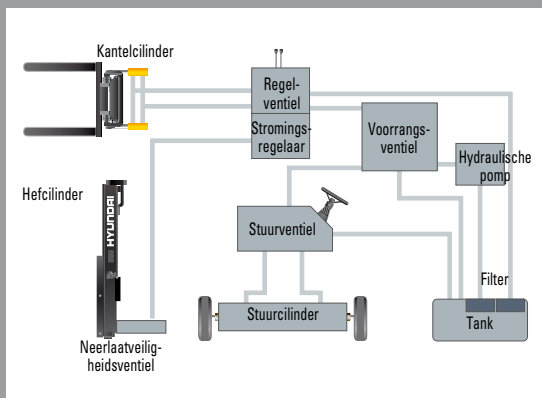 Kantelcilinder
Regel-
ventiel
Stromings-
regelaar
Voorrangs-
ventiel
Hydraulische
pomp
Hefcilinder
HYUNDAI
Stuurventiel
Filter
Stuurcilinder
Tank
Neerlaatveilig-
heidsventiel